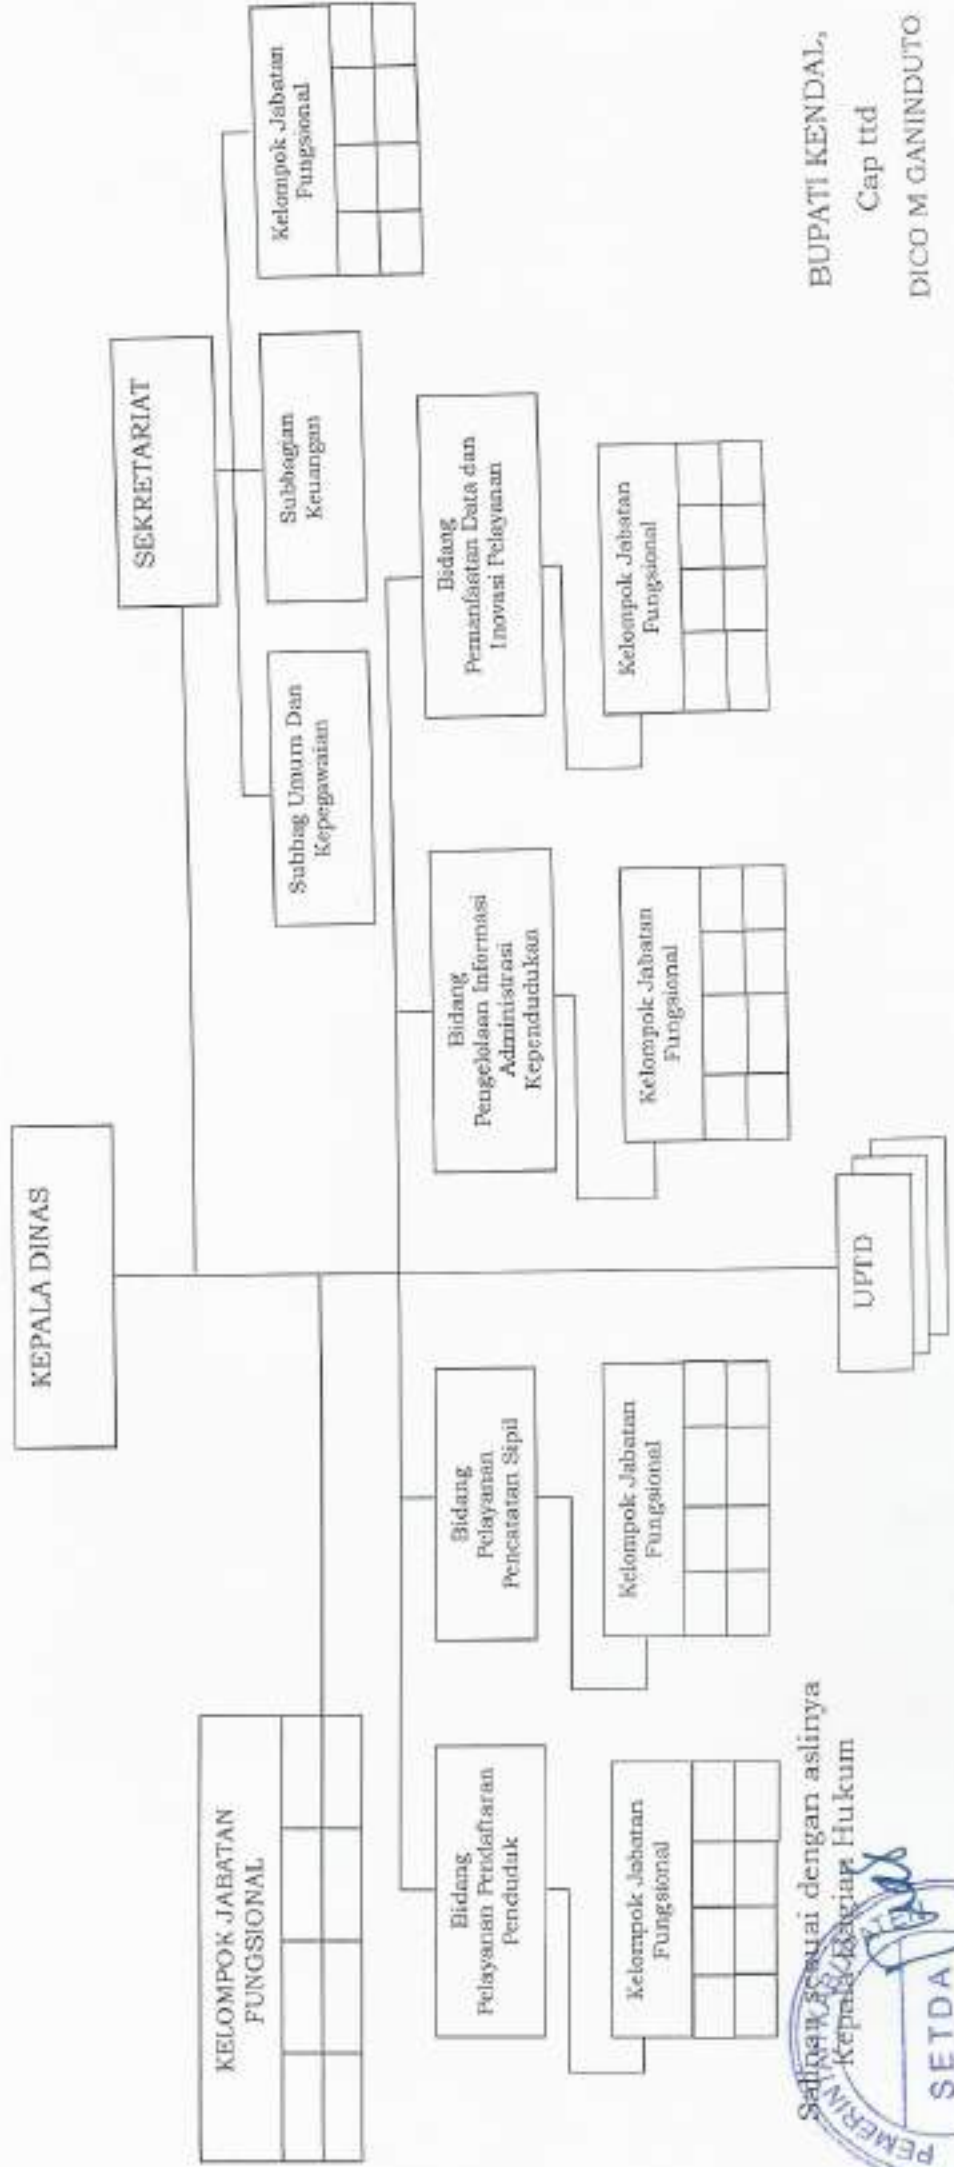 KEPALA DINAS
SEKRETARIAT
KELOMPOK JABATAN
FUNGSIONAL
Subbag Umum Dan
Kepegawaian
Subbagian
Keuangan
Kelompok Jabatan
Fungsional
Bidang
Pelayanan Pendaftaran
Penduduk
Bidang
Pelayanan
Pencatatan Sipil
Bidang
Pengelolaan Informasi
Administrasi
Kependudukan
Bidang
Pemanfaatan Data dan
Inovasi Pelayanan
Kelompok Jabatan
Fungsional
Kelompok Jabatan
Fungsional
Kelompok Jabatan
Fungsional
Kelompok Jabatan
Fungsional
UPTD
Salinan sesuai dengan aslinya
Kepala Bagian Hukum
SETDA
BUPATI KENDAL,
Cap ttd
DICO M GANINDUTO